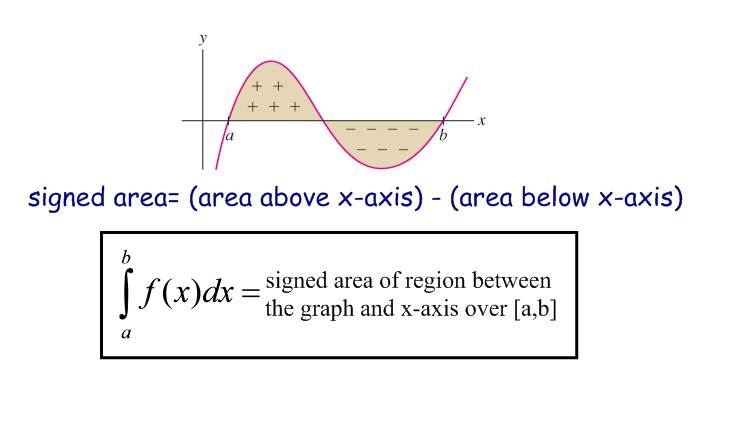 y
+ +
+ + +
a
− − − −
− − −
b
x
signed area= (area above x-axis) - (area below x-axis)
∫_a^b f(x)dx = signed area of region between
the graph and x-axis over [a,b]